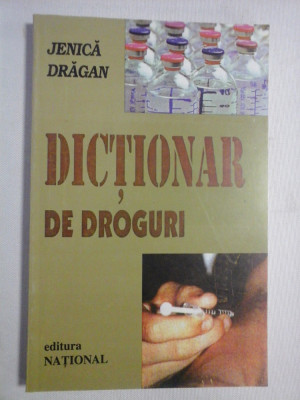 JENICĂ
DRĂGAN
DICȚIONAR
DE DROGURI
editura
NAȚIONAL